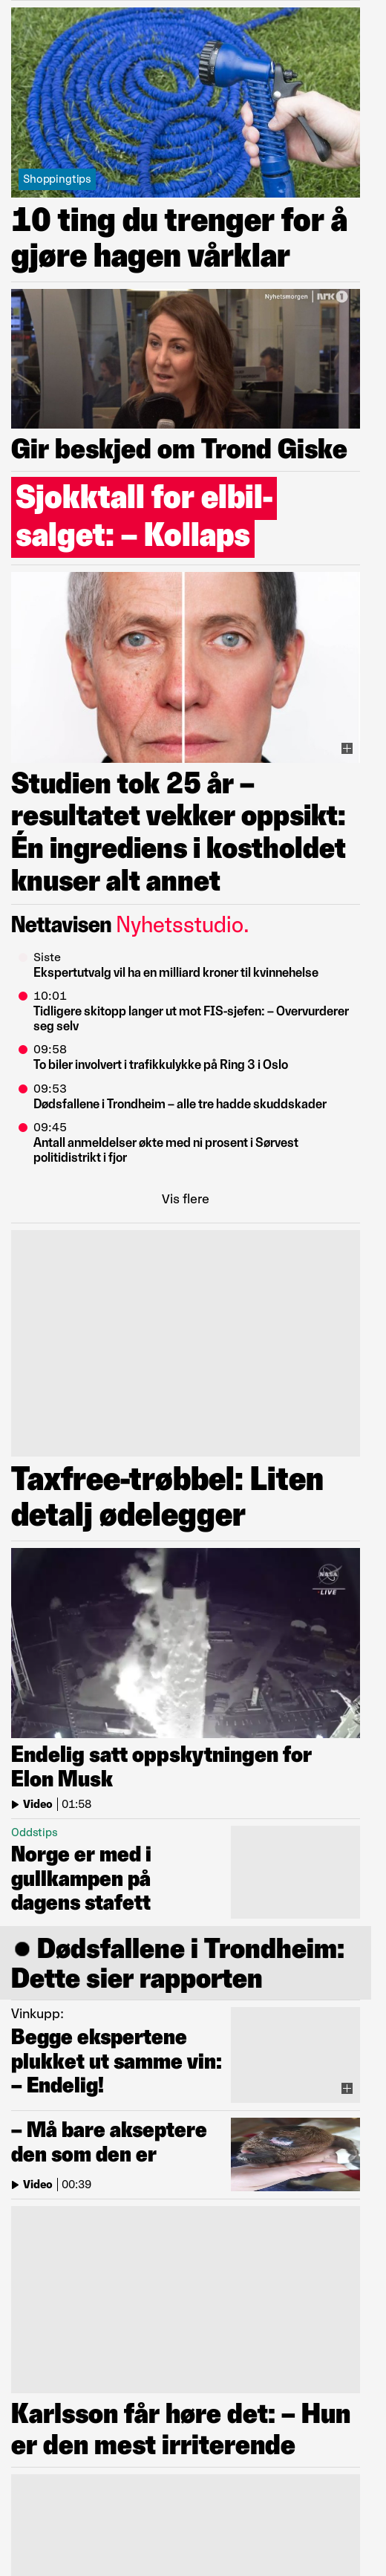 Nyhetsmorgen | NRK 1
Shoppingtips
10 ting du trenger for å
gjøre hagen vårklar
Gir beskjed om Trond Giske
Sjokktall for elbil-
salget: – Kollaps
Studien tok 25 år –
resultatet vekker oppsikt:
Én ingrediens i kostholdet
knuser alt annet
Nettavisen Nyhetsstudio.
Siste
Ekspertutvalg vil ha en milliard kroner til kvinnehelse
10:01
Tidligere skitopp langer ut mot FIS-sjefen: – Overvurderer
seg selv
09:58
To biler involvert i trafikkulykke på Ring 3 i Oslo
09:53
Dødsfallene i Trondheim – alle tre hadde skuddskader
09:45
Antall anmeldelser økte med ni prosent i Sørvest
politidistrikt i fjor
Vis flere
Taxfree-trøbbel: Liten
detalj ødelegger
NASA
LIVE
Endelig satt oppskytningen for
Elon Musk
Video | 01:58
Oddstips
Norge er med i
gullkampen på
dagens stafett
Dødsfallene i Trondheim:
Dette sier rapporten
Vinkupp:
Begge ekspertene
plukket ut samme vin:
– Endelig!
– Må bare akseptere
den som den er
Video | 00:39
Karlsson får høre det: – Hun
er den mest irriterende